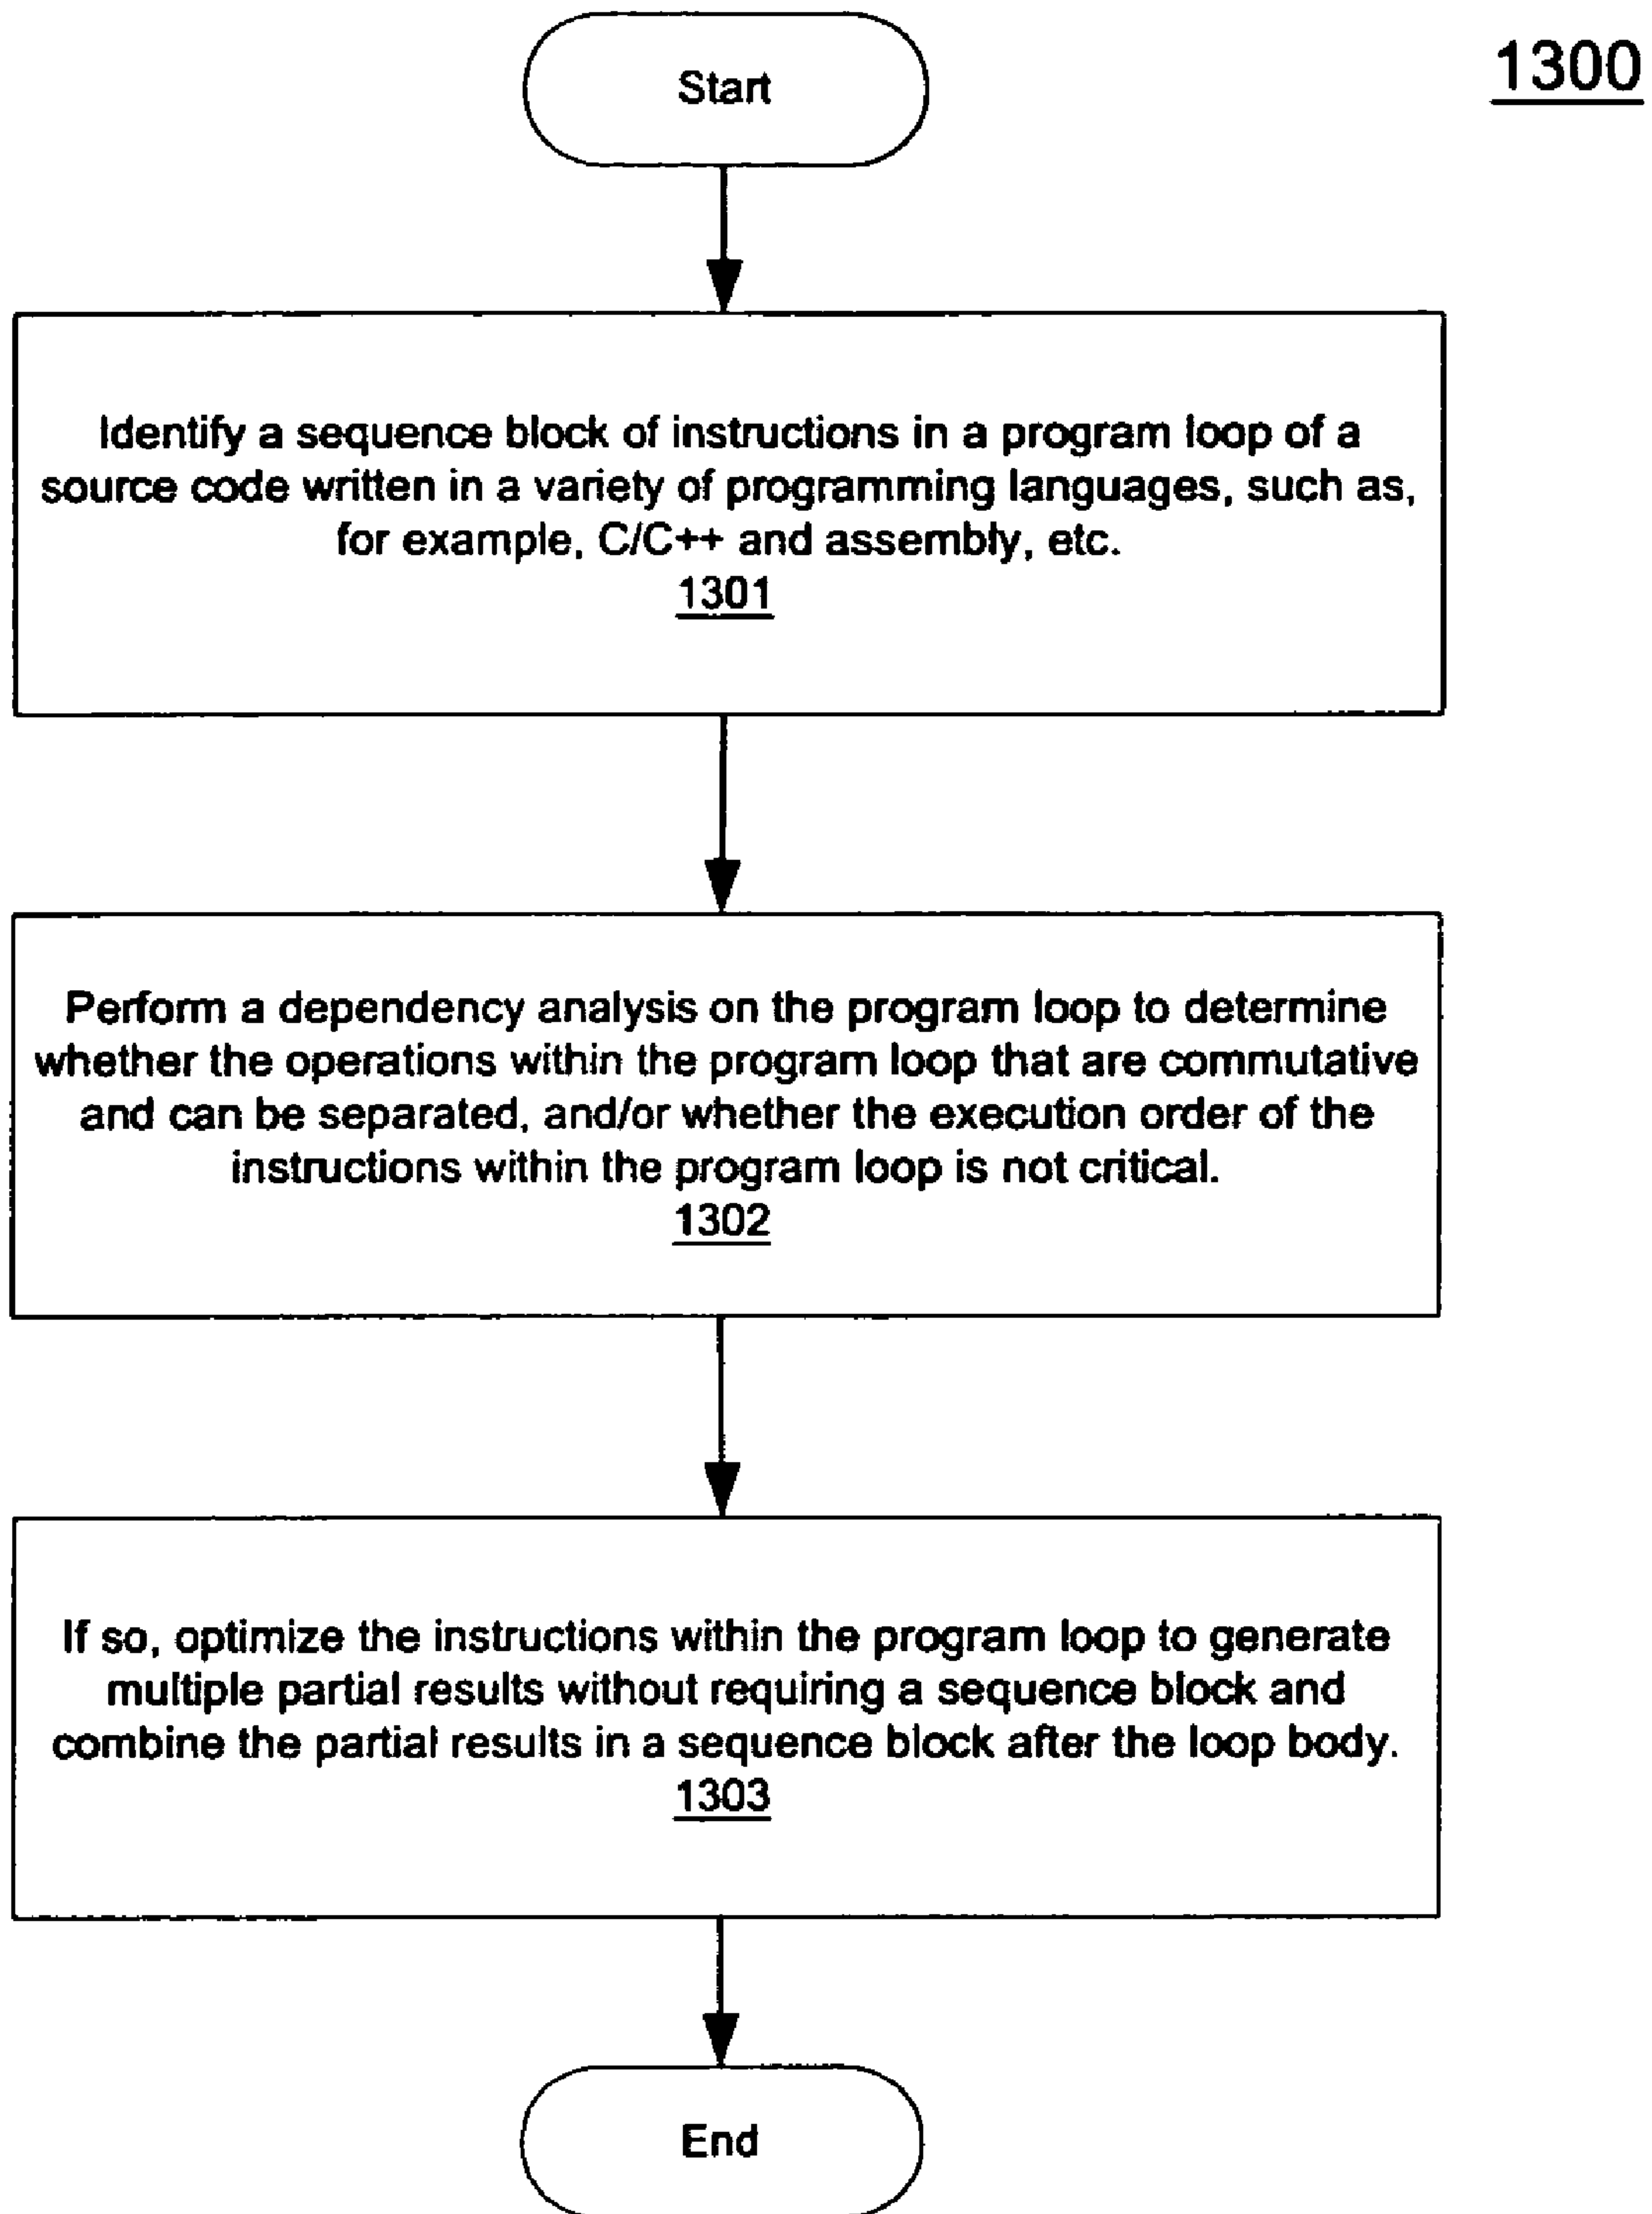 1300
Start
Identify a sequence block of instructions in a program loop of a
source code written in a variety of programming languages, such as,
for example, C/C++ and assembly, etc.
1301
Perform a dependency analysis on the program loop to determine
whether the operations within the program loop that are commutative
and can be separated, and/or whether the execution order of the
instructions within the program loop is not critical.
1302
If so, optimize the instructions within the program loop to generate
multiple partial results without requiring a sequence block and
combine the partial results in a sequence block after the loop body.
1303
End